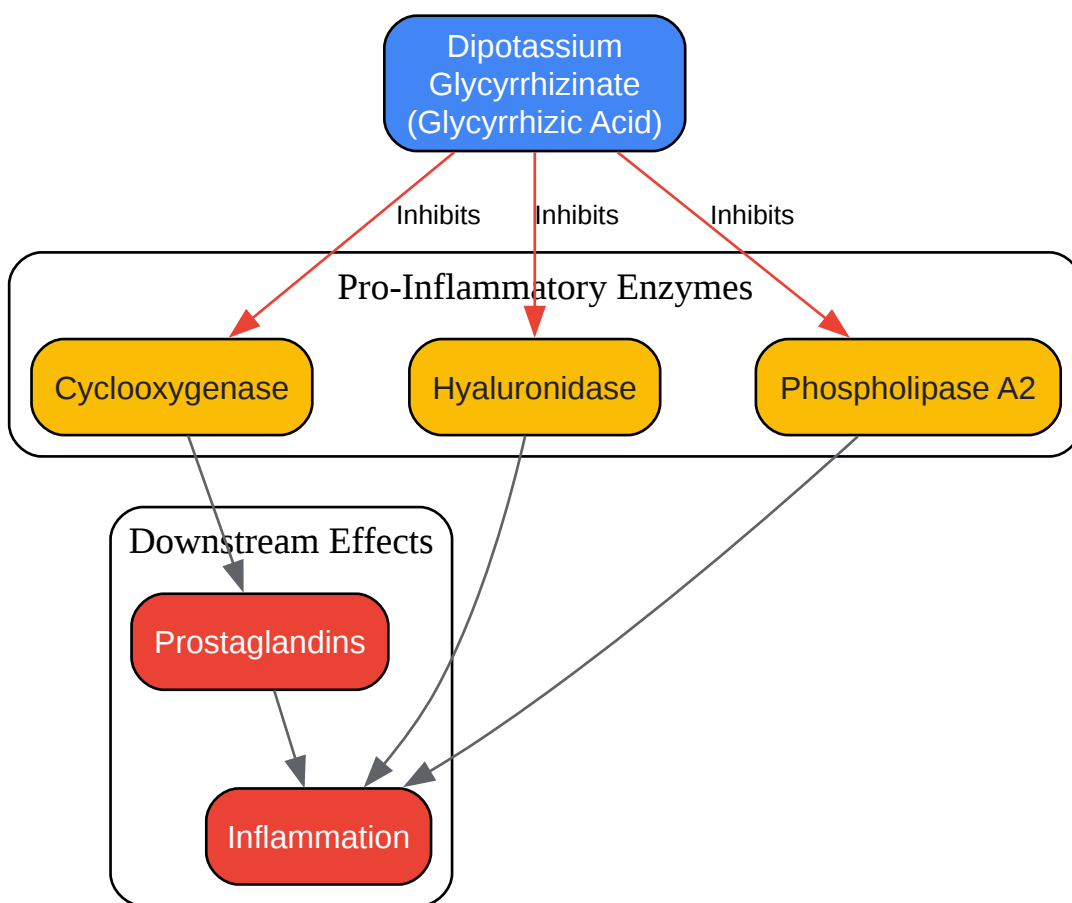 Dipotassium
Glycyrrhizinate
(Glycyrrhizic Acid)
Inhibits
Inhibits
Inhibits
Pro-Inflammatory Enzymes
Cyclooxygenase
Hyaluronidase
Phospholipase A2
Downstream Effects
Prostaglandins
Inflammation